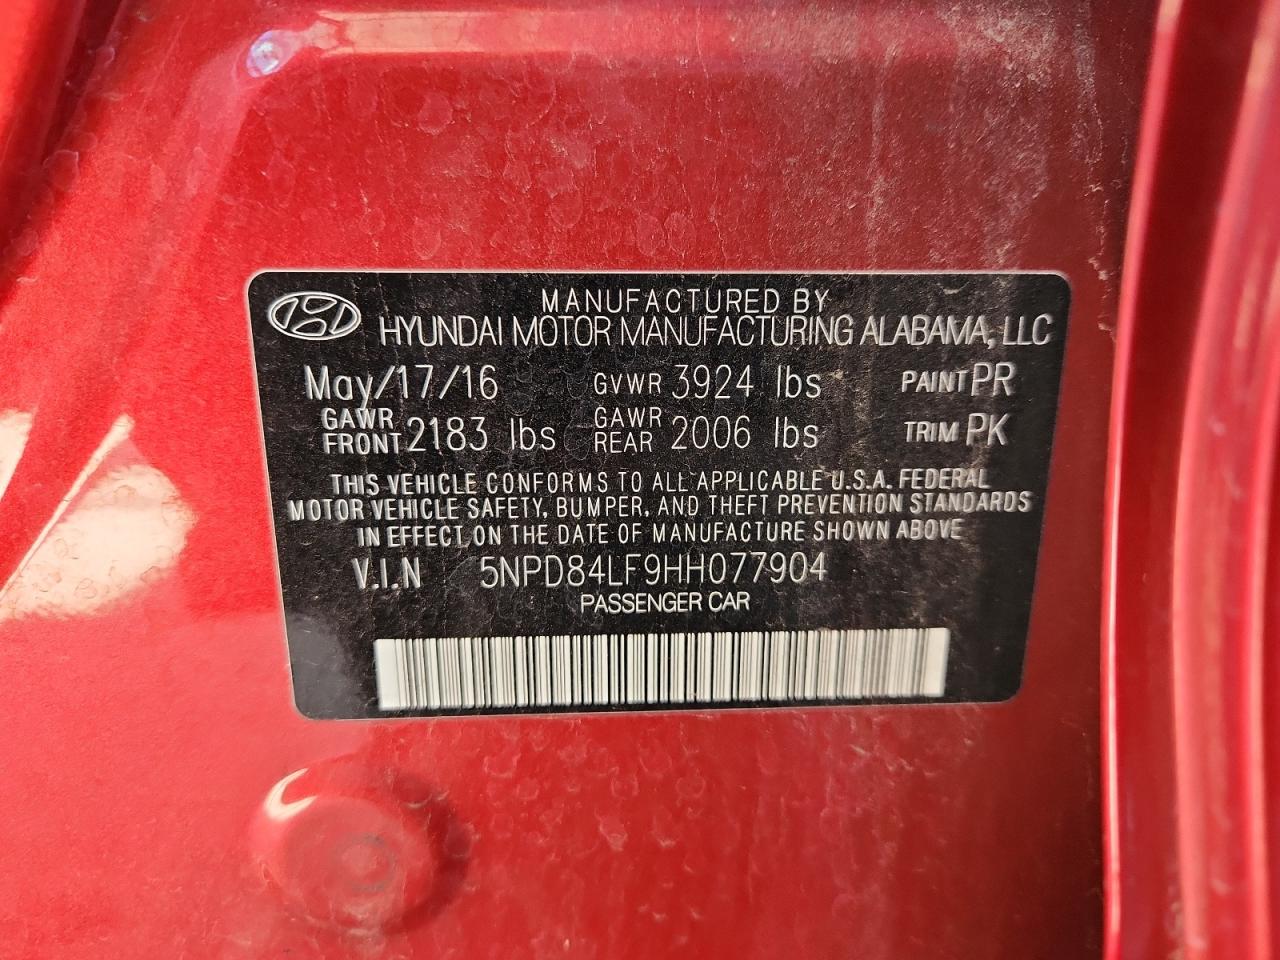 MANUFACTURED BY
HYUNDAI MOTOR MANUFACTURING ALABAMA, LLC
May/17/16 GVWR 3924 lbs PAINT PR
GAWR FRONT 2183 lbs GAWR REAR 2006 lbs TRIM PK
THIS VEHICLE CONFORMS TO ALL APPLICABLE U.S.A. FEDERAL
MOTOR VEHICLE SAFETY, BUMPER, AND THEFT PREVENTION STANDARDS
IN EFFECT ON THE DATE OF MANUFACTURE SHOWN ABOVE
V.I.N 5NPD84LF9HH077904
PASSENGER CAR